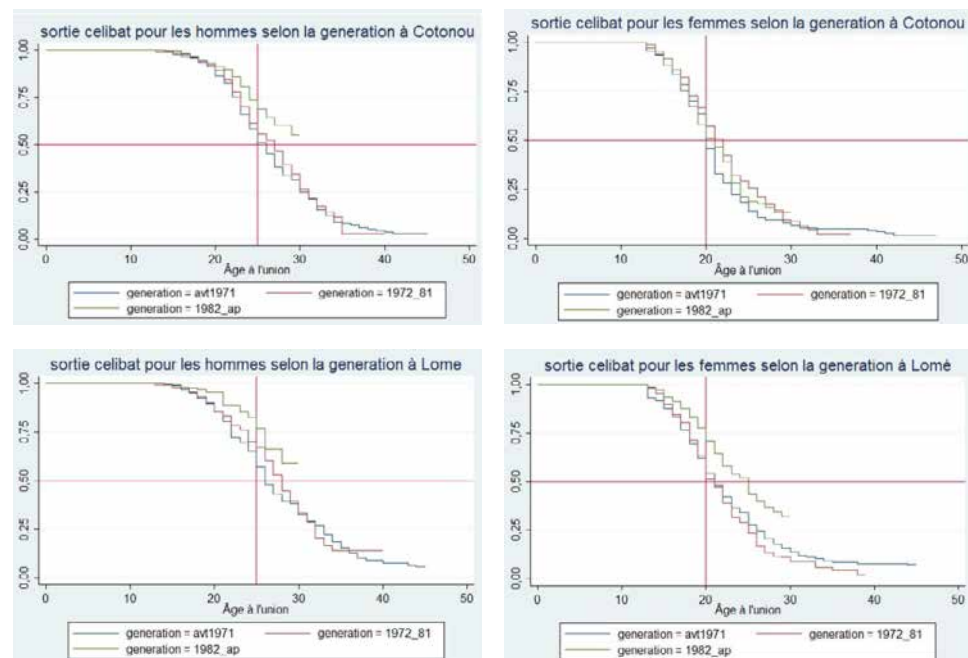 sortie celibat pour les hommes selon la generation à Cotonou
1,00
0,75
0,50
0,25
0,00
0 10 20 30 40 50
Âge à l'union
generation = avt1971 generation = 1972_81
generation = 1982_ap
sortie celibat pour les femmes selon la generation à Cotonou
1,00
0,75
0,50
0,25
0,00
0 10 20 30 40 50
Âge à l'union
generation = avt1971 generation = 1972_81
generation = 1982_ap
sortie celibat pour les hommes selon la generation à Lome
1,00
0,75
0,50
0,25
0,00
0 10 20 30 40 50
Âge à l'union
generation = avt1971 generation = 1972_81
generation = 1982_ap
sortie celibat pour les femmes selon la generation à Lomé
1,00
0,75
0,50
0,25
0,00
0 10 20 30 40 50
Âge à l'union
generation = avt1971 generation = 1972_81
generation = 1982_ap